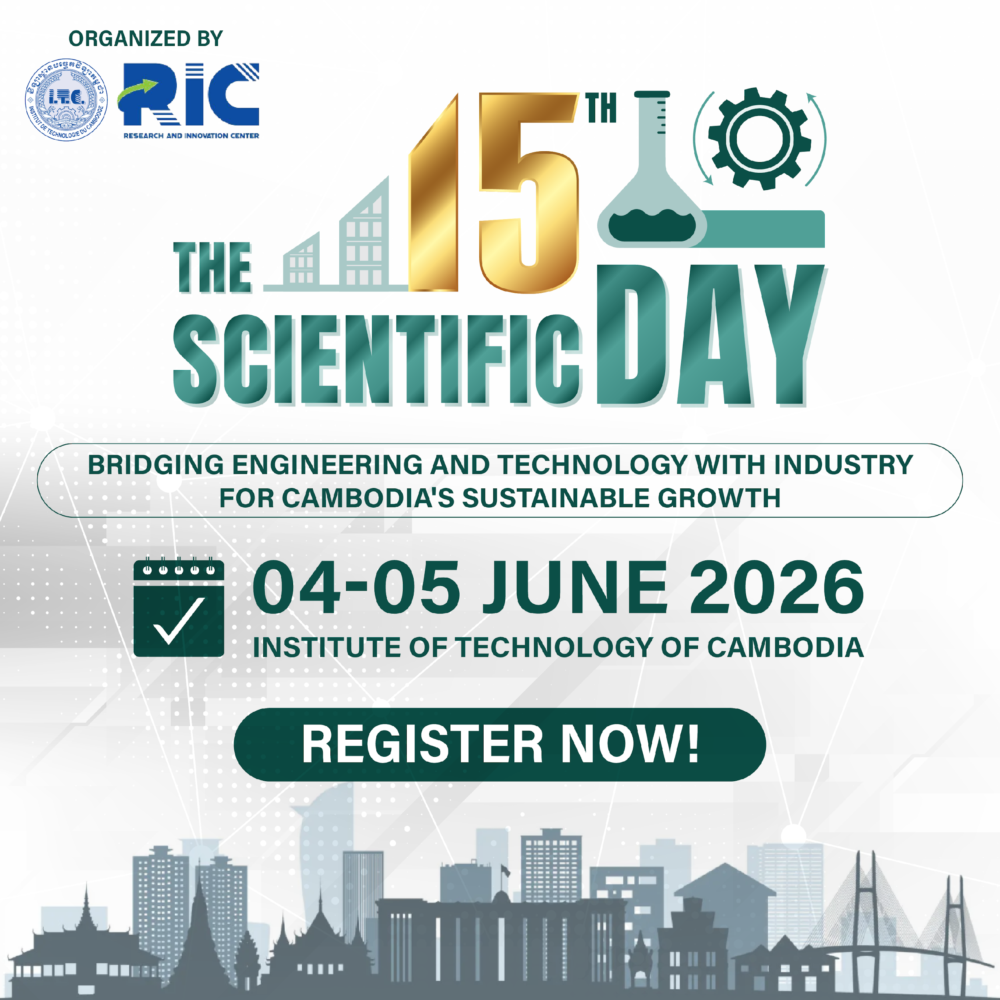 ORGANIZED BY
វិទ្យាស្ថានបច្ចេកវិទ្យាកម្ពុជា
I.T.C.
INSTITUT DE TECHNOLOGIE DU CAMBODGE
RIC
RESEARCH AND INNOVATION CENTER
THE 15TH
SCIENTIFIC DAY
BRIDGING ENGINEERING AND TECHNOLOGY WITH INDUSTRY
FOR CAMBODIA'S SUSTAINABLE GROWTH
04-05 JUNE 2026
INSTITUTE OF TECHNOLOGY OF CAMBODIA
REGISTER NOW!